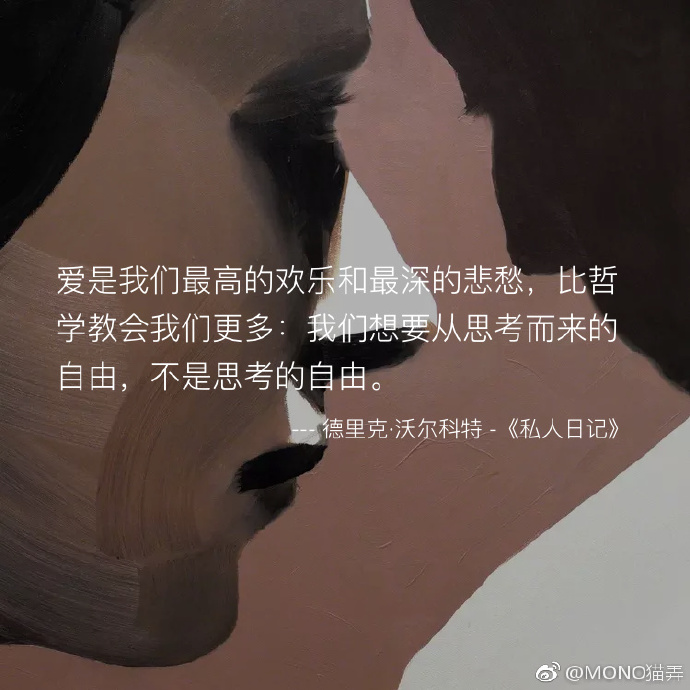 爱是我们最高的欢乐和最深的悲愁，比哲
学教会我们更多：我们想要从思考而来的
自由，不是思考的自由。
--- 德里克·沃尔科特 -《私人日记》
@MONO猫弄